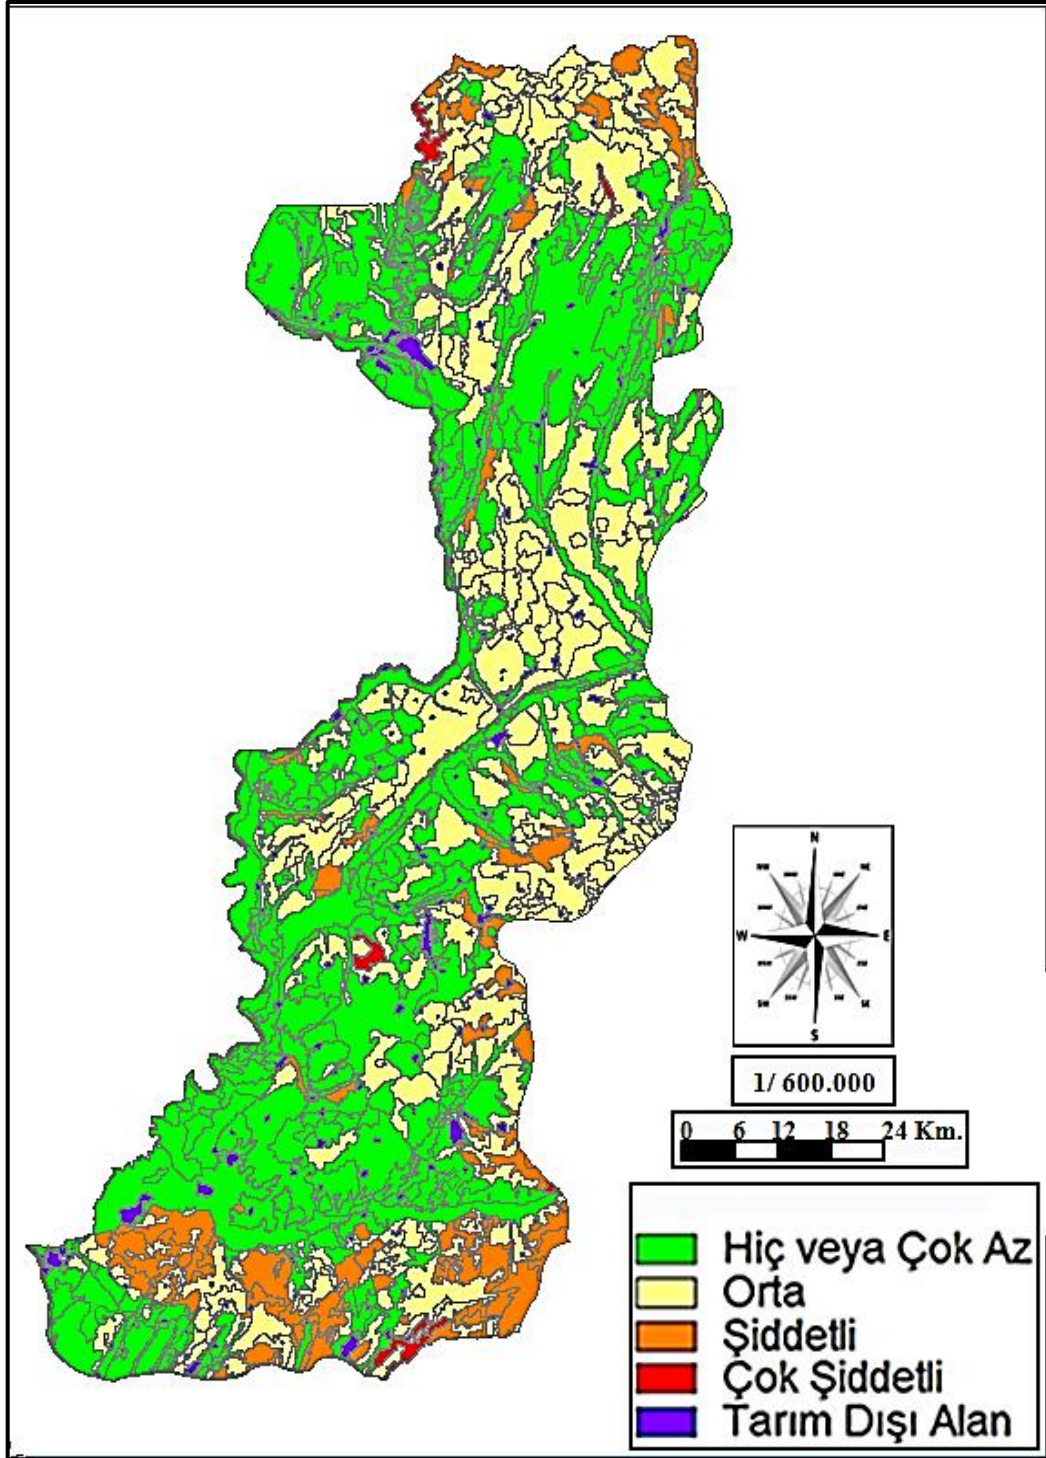 N
W
E
S
1/ 600.000
0 6 12 18 24 Km.
Hiç veya Çok Az
Orta
Şiddetli
Çok Şiddetli
Tarım Dışı Alan